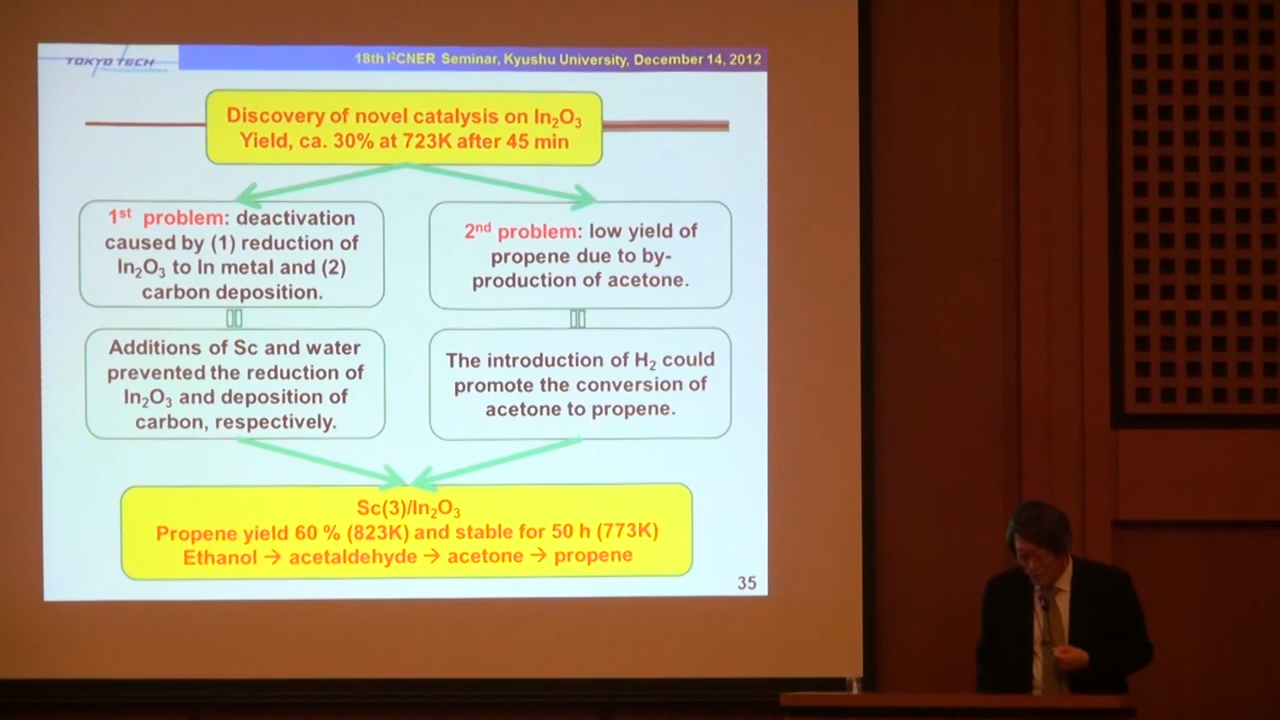 TOKYO TECH
Pursuing Excellence
18th I²CNER Seminar, Kyushu University, December 14, 2012
Discovery of novel catalysis on In₂O₃
Yield, ca. 30% at 723K after 45 min
1st problem: deactivation
caused by (1) reduction of
In₂O₃ to In metal and (2)
carbon deposition.
2nd problem: low yield of
propene due to by-
production of acetone.
Additions of Sc and water
prevented the reduction of
In₂O₃ and deposition of
carbon, respectively.
The introduction of H₂ could
promote the conversion of
acetone to propene.
Sc(3)/In₂O₃
Propene yield 60 % (823K) and stable for 50 h (773K)
Ethanol → acetaldehyde → acetone → propene
35